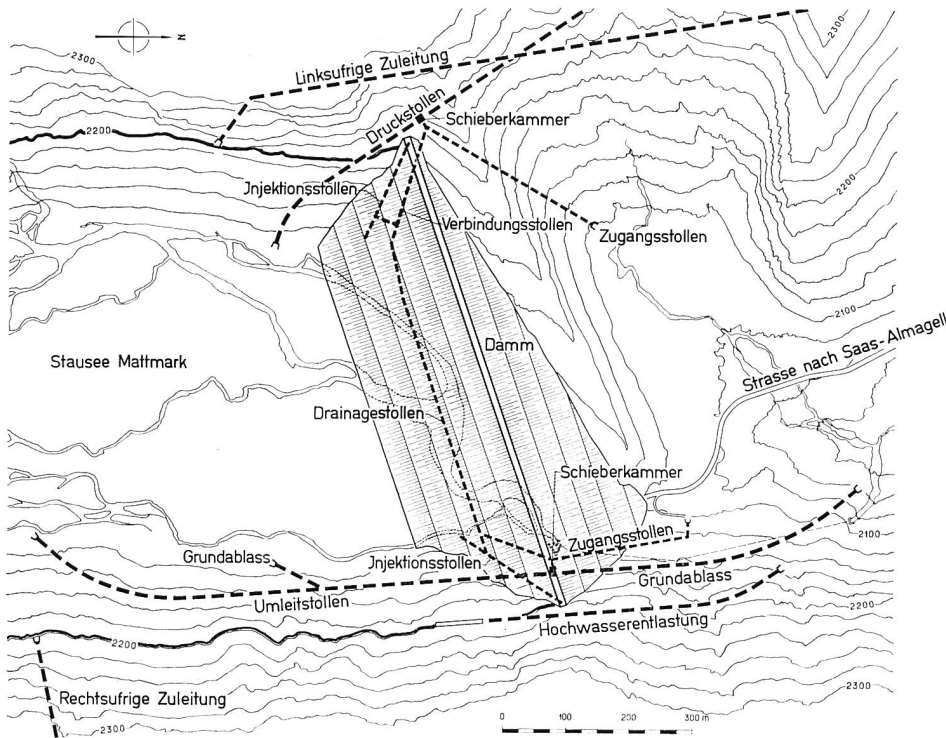 2300
N
2300
Linksufrige Zuleitung
Druckstollen
Schieberkammer
2200
2200
Jnjektionsstollen
Verbindungsstollen
Zugangsstollen
2100
Stausee Mattmark
Damm
Strasse nach Saas-Almagell
Drainagestollen
Schieberkammer
Grundablass
Jnjektionsstollen
Zugangsstollen
2100
Umleitstollen
Grundablass
2200
2200
Hochwasserentlastung
Rechtsufrige Zuleitung
2300
2300
0 100 200 300 m